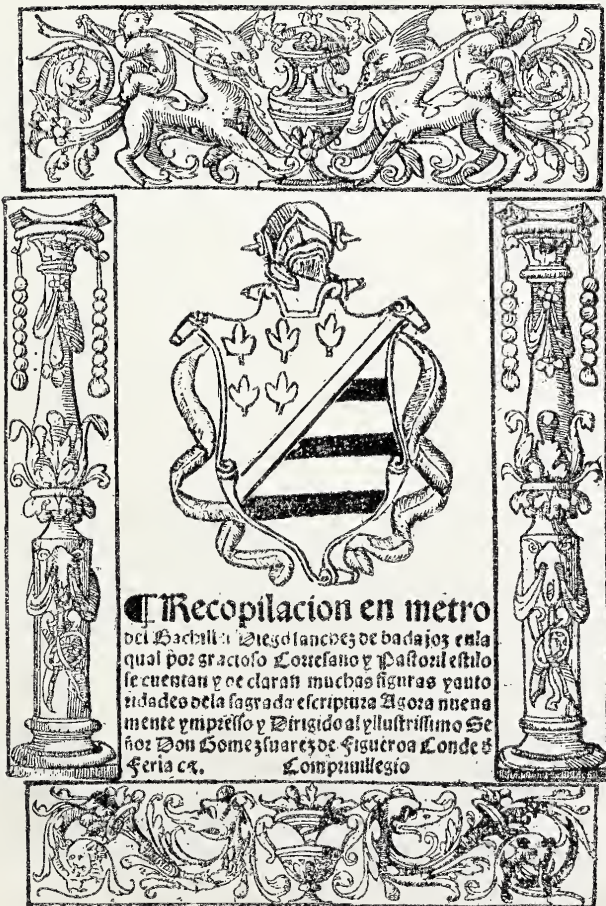 ¶ Recopilacion en metro
del Bachiller Diego sanchez de badajoz enla
qual por gracioso Cortesano y Pastoril estilo
se cuentan y declaran muchas figuras y auto
ridades dela sagrada escriptura Agora nueua
mente ympresso y Dirigido al yllustrissimo Se
ñor Don Gomez suarez de Figueroa Conde d̓
Feria cꝛ. Com priuillegio